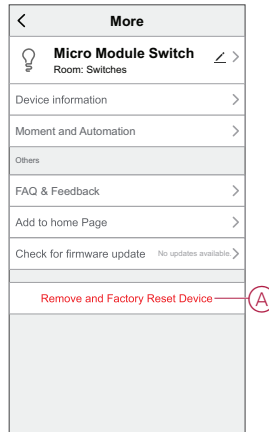 More
Micro Module Switch
Room: Switches
Device information
Moment and Automation
Others
FAQ & Feedback
Add to home Page
Check for firmware update No updates available.
Remove and Factory Reset Device A